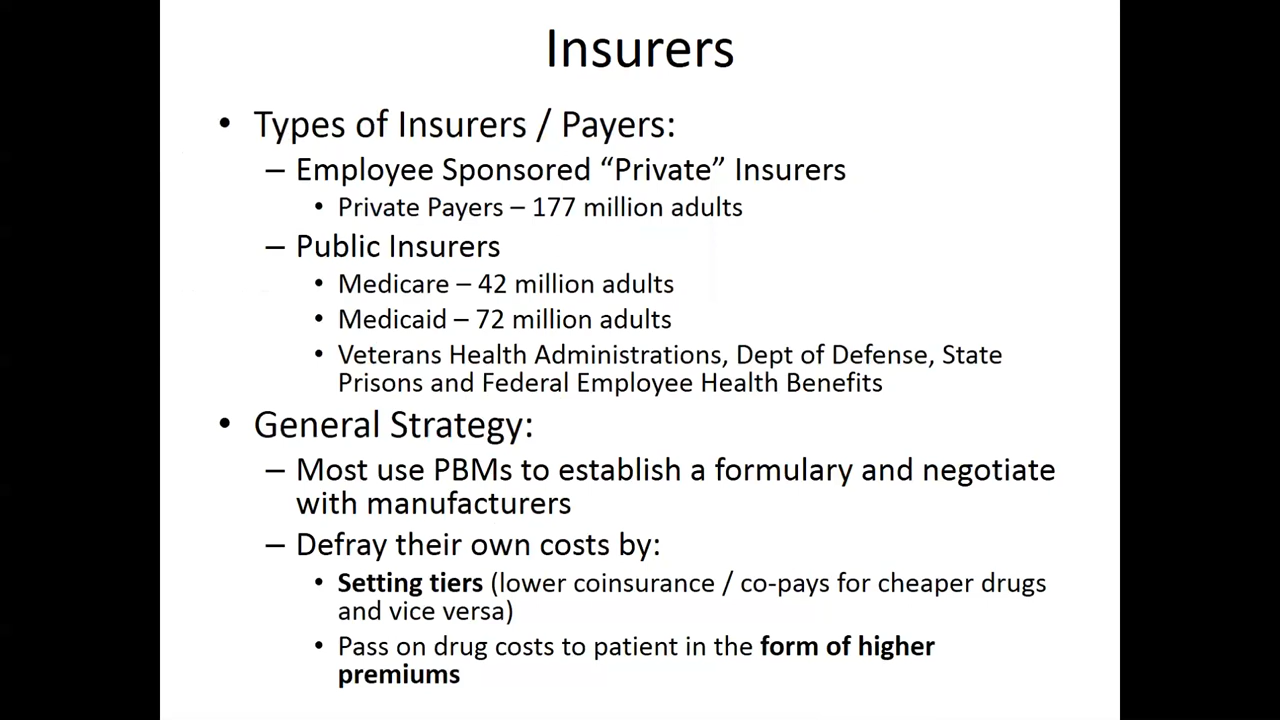 Insurers
• Types of Insurers / Payers:
– Employee Sponsored “Private” Insurers
• Private Payers – 177 million adults
– Public Insurers
• Medicare – 42 million adults
• Medicaid – 72 million adults
• Veterans Health Administrations, Dept of Defense, State
Prisons and Federal Employee Health Benefits
• General Strategy:
– Most use PBMs to establish a formulary and negotiate
with manufacturers
– Defray their own costs by:
• Setting tiers (lower coinsurance / co-pays for cheaper drugs
and vice versa)
• Pass on drug costs to patient in the form of higher
premiums